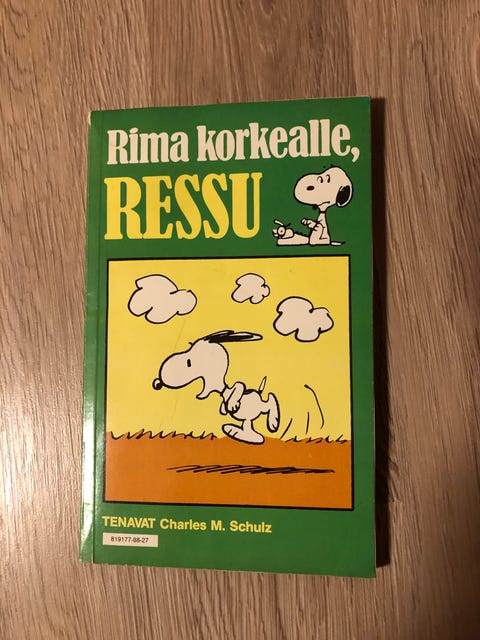 Rima korkealle,
RESSU
TENAVAT Charles M. Schulz
819177-88-27